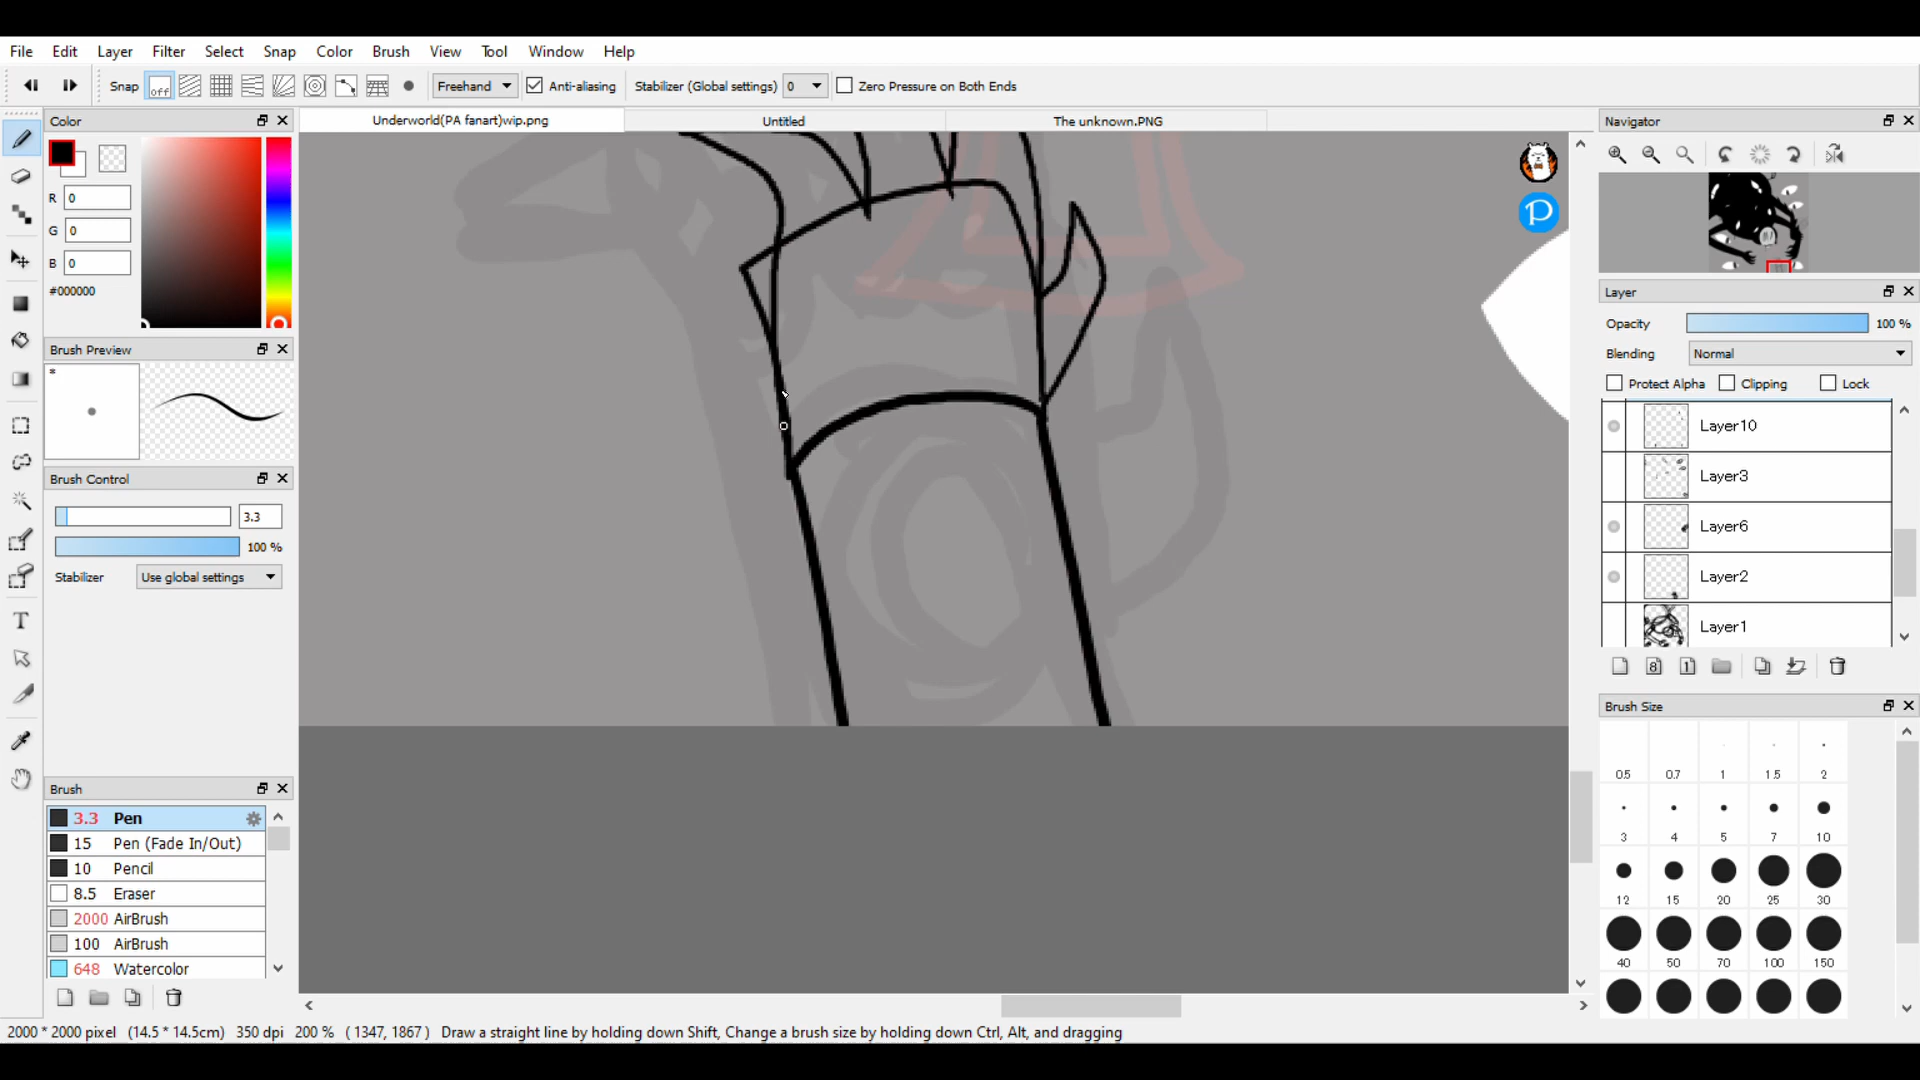 File Edit Layer Filter Select Snap Color Brush View Tool Window Help
Snap off Freehand Anti-aliasing Stabilizer (Global settings) 0 Zero Pressure on Both Ends
Color
Underworld(PA fanart)wip.png
Untitled
The unknown.PNG
Navigator
R 0
G 0
B 0
#000000
Brush Preview
*
Brush Control
3.3
100 %
Stabilizer Use global settings
Brush
3.3 Pen
15 Pen (Fade In/Out)
10 Pencil
8.5 Eraser
2000 AirBrush
100 AirBrush
648 Watercolor
P
Layer
Opacity 100 %
Blending Normal
Protect Alpha Clipping Lock
Layer10
Layer3
Layer6
Layer2
Layer1
8 1
Brush Size
0.5 0.7 1 1.5 2
3 4 5 7 10
12 15 20 25 30
40 50 70 100 150
T
2000 * 2000 pixel (14.5 * 14.5cm) 350 dpi 200 % ( 1347, 1867 ) Draw a straight line by holding down Shift, Change a brush size by holding down Ctrl, Alt, and dragging